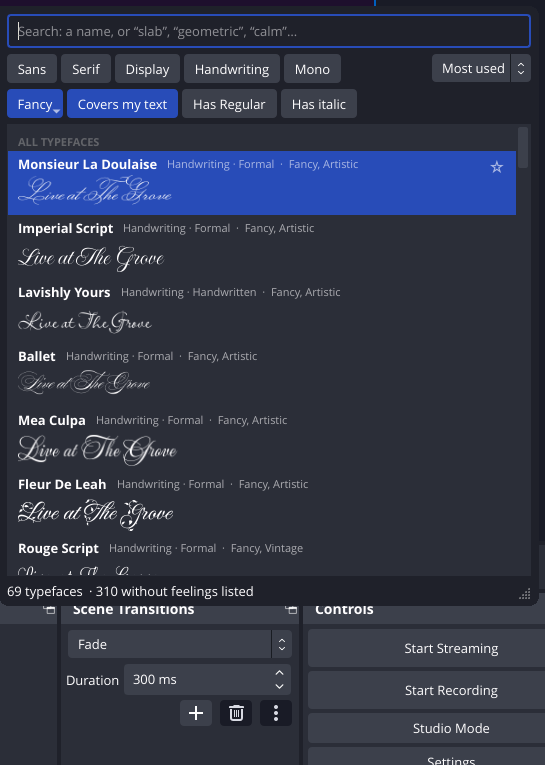 Search: a name, or “slab”, “geometric”, “calm”...
Sans Serif Display Handwriting Mono Most used
Fancy Covers my text Has Regular Has italic
ALL TYPEFACES
Monsieur La Doulaise Handwriting · Formal · Fancy, Artistic
Live at The Grove
Imperial Script Handwriting · Formal · Fancy, Artistic
Live at The Grove
Lavishly Yours Handwriting · Handwritten · Fancy, Artistic
Live at The Grove
Ballet Handwriting · Formal · Fancy, Artistic
Live at The Grove
Mea Culpa Handwriting · Formal · Fancy, Artistic
Live at The Grove
Fleur De Leah Handwriting · Formal · Fancy, Artistic
Live at The Grove
Rouge Script Handwriting · Formal · Fancy, Vintage
69 typefaces · 310 without feelings listed
Scene Transitions Controls
Fade
Start Streaming
Duration 300 ms
Start Recording
Studio Mode
Settings